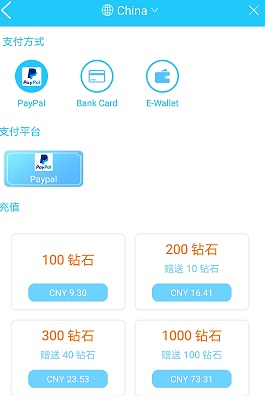 China
支付方式
PayPal
PayPal Bank Card E-Wallet
支付平台
PayPal
Paypal
充值
100 钻石
CNY 9.30
200 钻石
赠送 10 钻石
CNY 16.41
300 钻石
赠送 40 钻石
CNY 23.53
1000 钻石
赠送 100 钻石
CNY 73.31